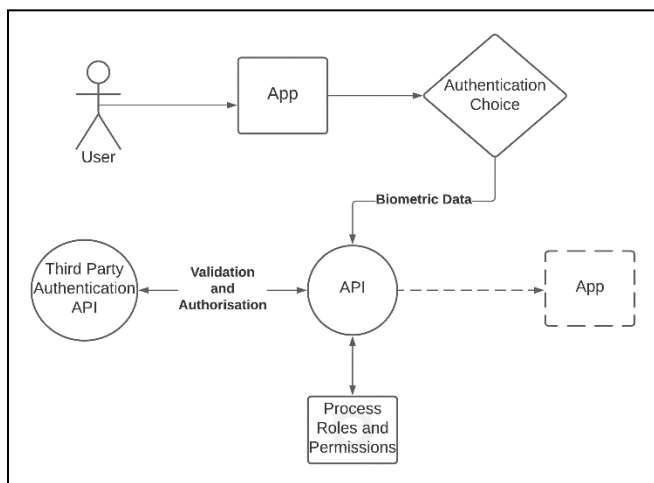 App
Authentication
Choice
User
Biometric Data
Third Party
Authentication
API
Validation
and
Authorisation
API
App
Process
Roles and
Permissions